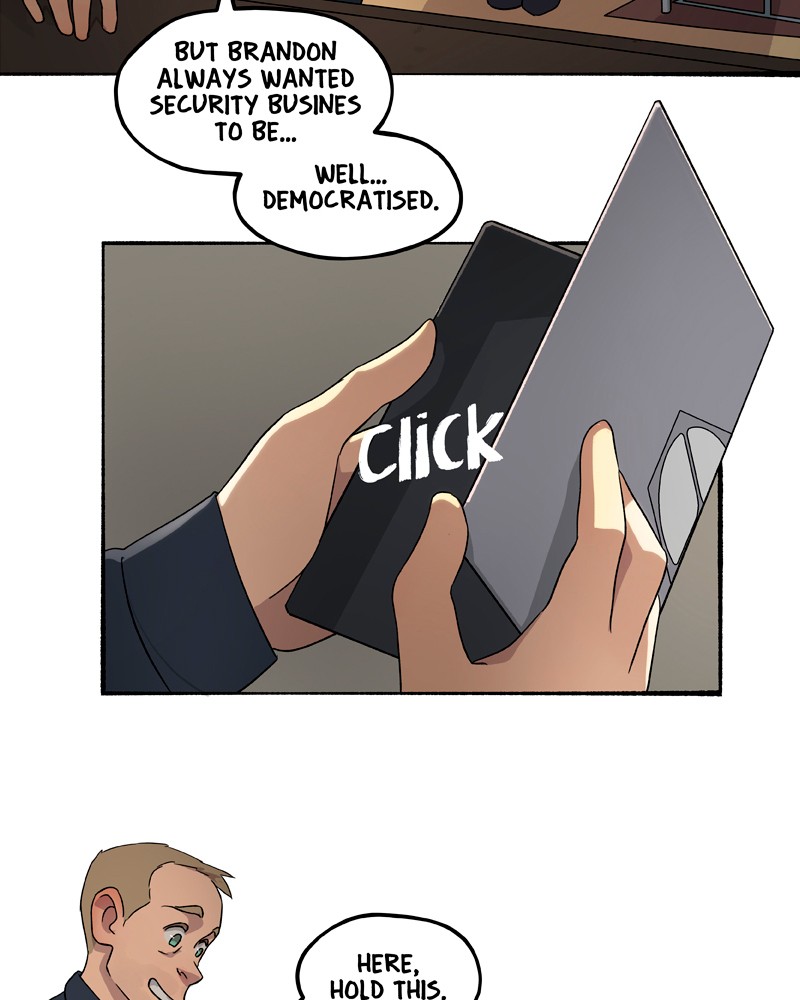 BUT BRANDON
ALWAYS WANTED
SECURITY BUSINES
TO BE...
WELL...
DEMOCRATISED.
CLICK
HERE,
HOLD THIS.